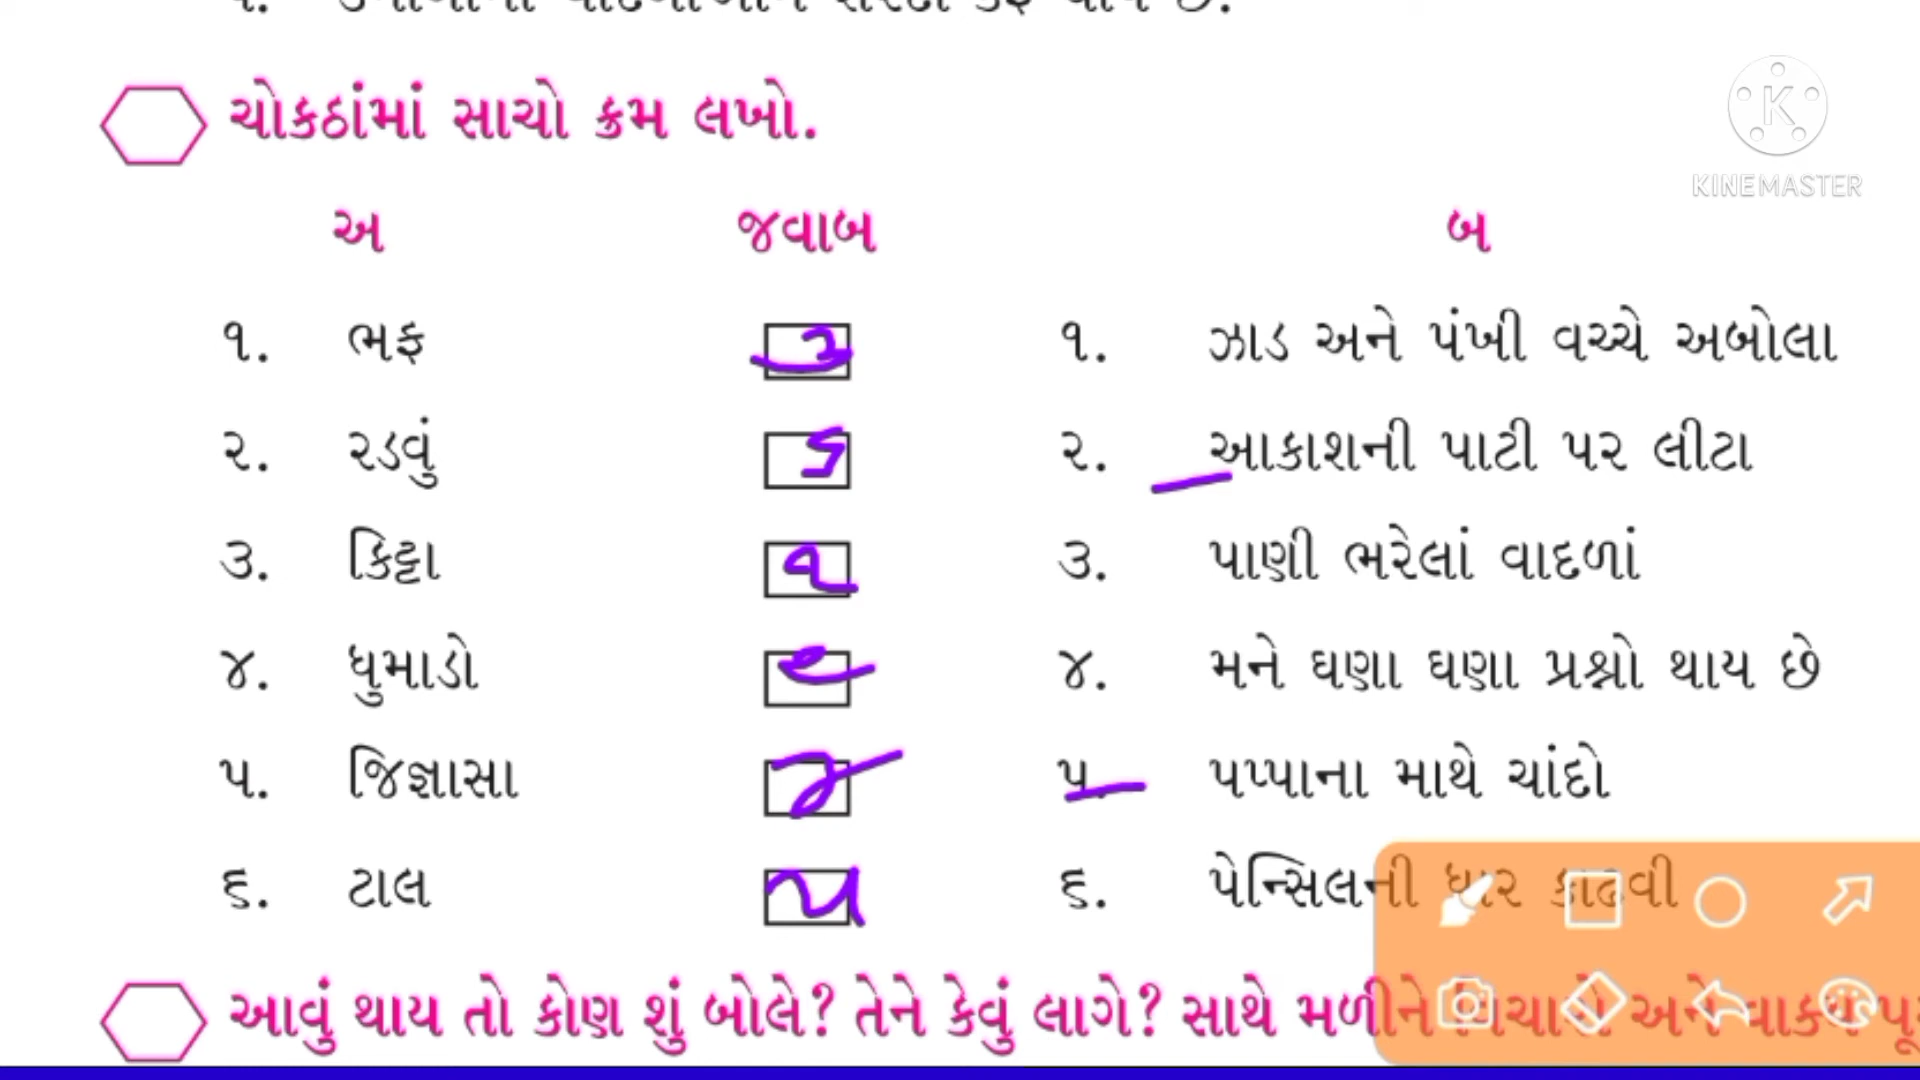 ચોકઠાંમાં સાચો ક્રમ લખો.
KINEMASTER
અ જવાબ બ
૧. ભફ ૩ ૧. ઝાડ અને પંખી વચ્ચે અબોલા
૨. રડવું ૨. આકાશની પાટી પર લીટા
૩. કિટ્ટા ૧ ૩. પાણી ભરેલાં વાદળાં
૪. ધુમાડો ૪. મને ઘણા ઘણા પ્રશ્નો થાય છે
૫. જિજ્ઞાસા ૪ ૫. પપ્પાના માથે ચાંદો
૬. ટાલ ૫ ૬. પેન્સિલની ધાર કાઢવી
આવું થાય તો કોણ શું બોલે? તેને કેવું લાગે? સાથે મળીને વિચારો અને વાક્ય